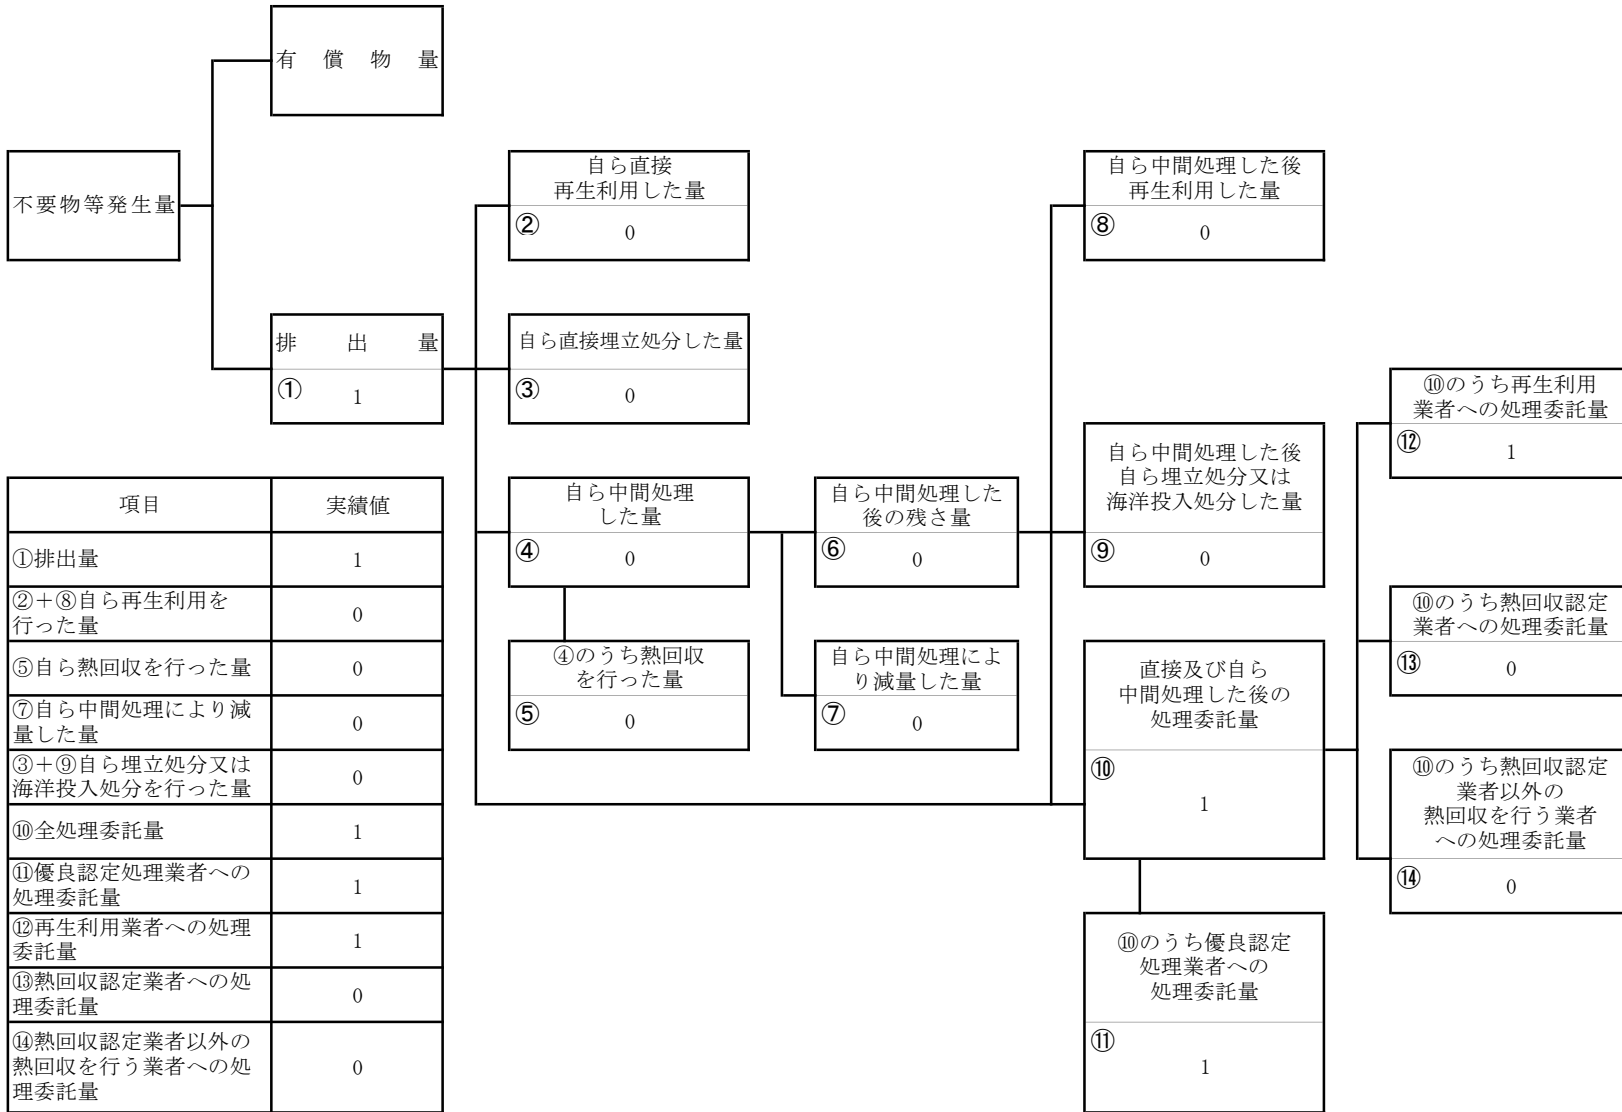 有償物量
不要物等発生量
排出量
① 1
自ら直接
再生利用した量
② 0
自ら直接埋立処分した量
③ 0
自ら中間処理
した量
④ 0
④のうち熱回収
を行った量
⑤ 0
自ら中間処理した
後の残さ量
⑥ 0
自ら中間処理によ
り減量した量
⑦ 0
自ら中間処理した後
再生利用した量
⑧ 0
自ら中間処理した後
自ら埋立処分又は
海洋投入処分した量
⑨ 0
直接及び自ら
中間処理した後の
処理委託量
⑩
1
⑩のうち優良認定
処理業者への
処理委託量
⑪
1
⑩のうち再生利用
業者への処理委託量
⑫ 1
⑩のうち熱回収認定
業者への処理委託量
⑬ 0
⑩のうち熱回収認定
業者以外の
熱回収を行う業者
への処理委託量
⑭ 0
項目 実績値
①排出量 1
②+⑧自ら再生利用を
行った量 0
⑤自ら熱回収を行った量 0
⑦自ら中間処理により減
量した量 0
③+⑨自ら埋立処分又は
海洋投入処分を行った量 0
⑩全処理委託量 1
⑪優良認定処理業者への
処理委託量 1
⑫再生利用業者への処理
委託量 1
⑬熱回収認定業者への処
理委託量 0
⑭熱回収認定業者以外の
熱回収を行う業者への処
理委託量 0